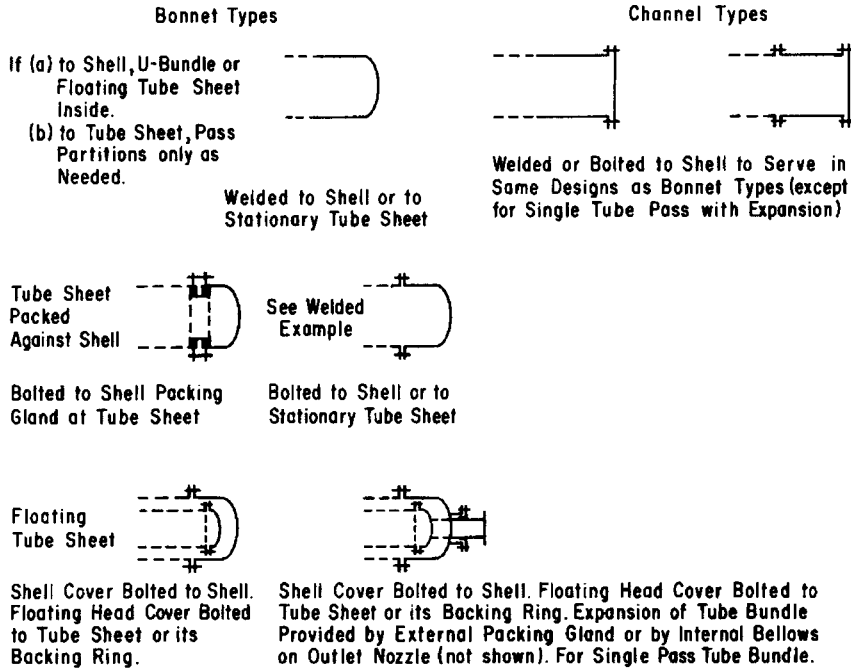 Bonnet Types
Channel Types
If (a) to Shell, U-Bundle or
Floating Tube Sheet
Inside.
(b) to Tube Sheet, Pass
Partitions only as
Needed.
Welded to Shell or to
Stationary Tube Sheet
Welded or Bolted to Shell to Serve in
Same Designs as Bonnet Types (except
for Single Tube Pass with Expansion)
Tube Sheet
Packed
Against Shell
See Welded
Example
Bolted to Shell Packing
Gland at Tube Sheet
Bolted to Shell or to
Stationary Tube Sheet
Floating
Tube Sheet
Shell Cover Bolted to Shell.
Floating Head Cover Bolted
to Tube Sheet or its
Backing Ring.
Shell Cover Bolted to Shell. Floating Head Cover Bolted to
Tube Sheet or its Backing Ring. Expansion of Tube Bundle
Provided by External Packing Gland or by Internal Bellows
on Outlet Nozzle (not shown). For Single Pass Tube Bundle.